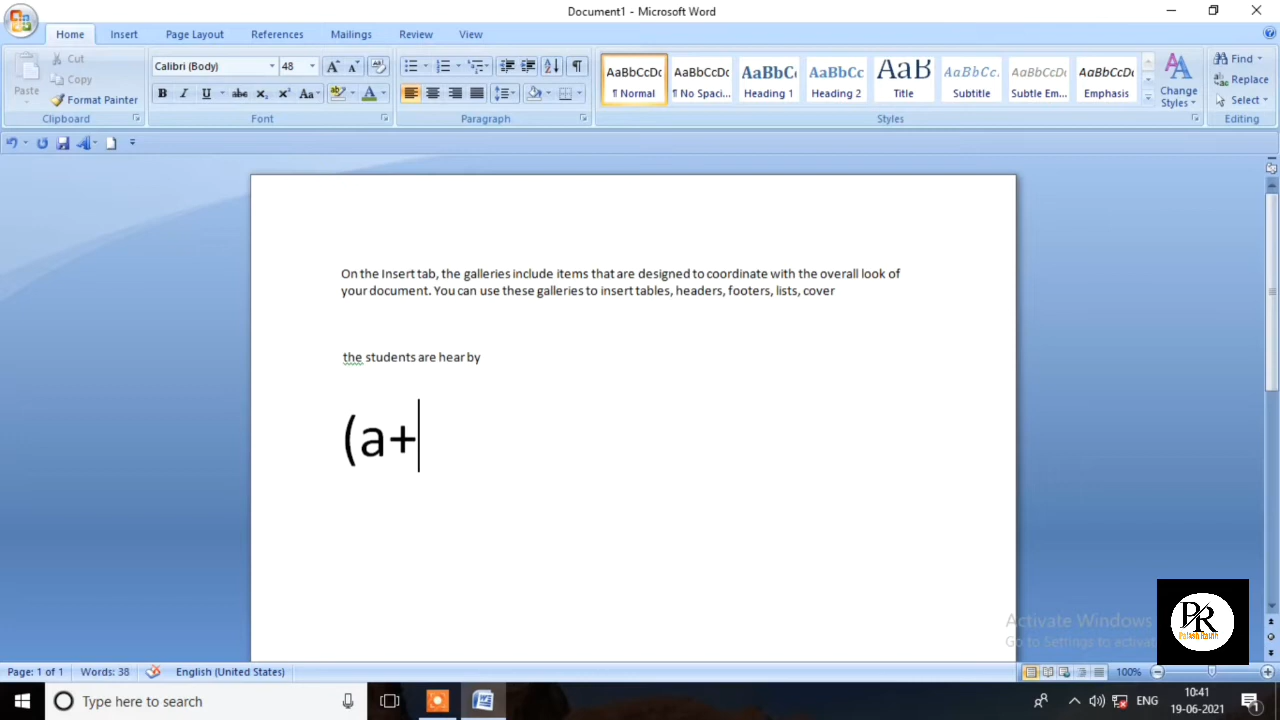 Document1 - Microsoft Word
Home Insert Page Layout References Mailings Review View
Cut
Copy
Paste
Format Painter
Clipboard
Calibri (Body) 48
Font
Paragraph
AaBbCcDc AaBbCcDc AaBbC AaBbCc AaB AaBbCc. AaBbCcDc AaBbCcDc
¶ Normal ¶ No Spaci... Heading 1 Heading 2 Title Subtitle Subtle Em... Emphasis
Styles
Change
Styles
Find
Replace
Select
Editing
On the Insert tab, the galleries include items that are designed to coordinate with the overall look of
your document. You can use these galleries to insert tables, headers, footers, lists, cover
the students are hear by
(a+
Activate Windows
Go to Settings to activat
PR
Page: 1 of 1 Words: 38 English (United States) 100%
Type here to search
ENG
10:41
19-06-2021
1